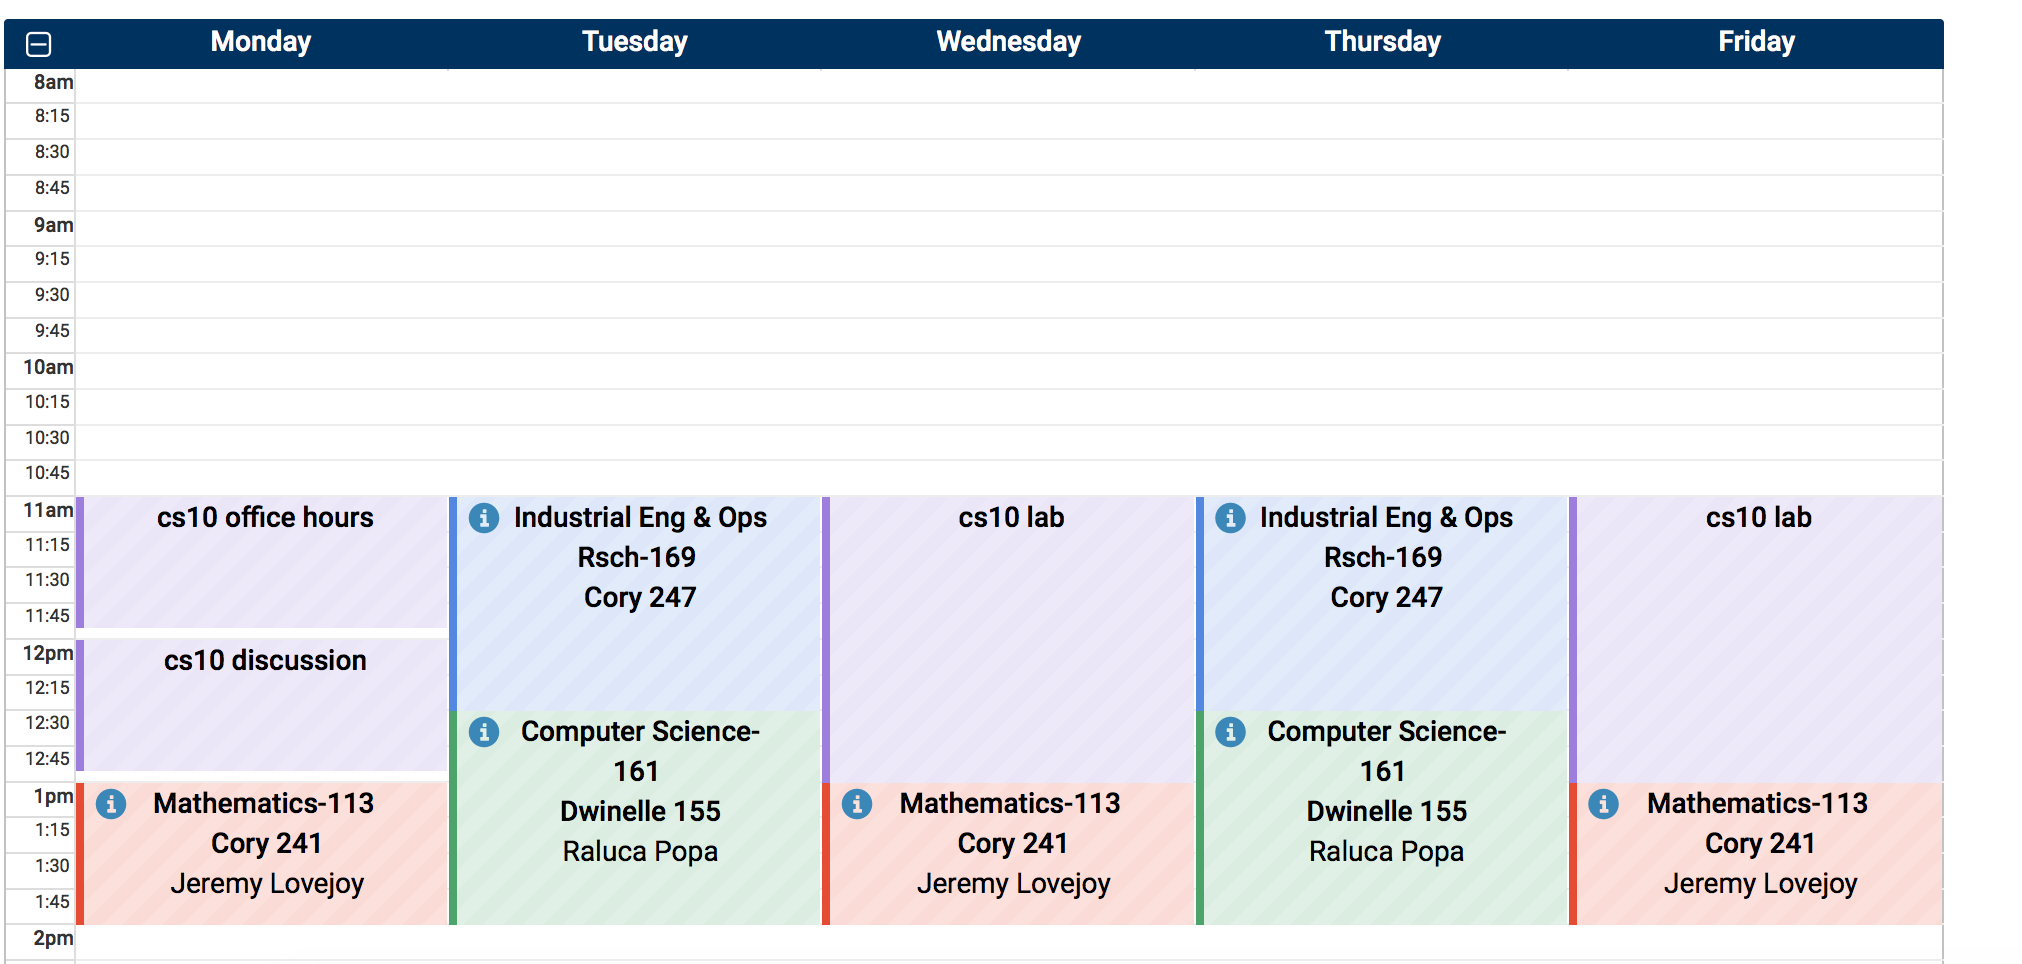 Monday Tuesday Wednesday Thursday Friday
8am
8:15
8:30
8:45
9am
9:15
9:30
9:45
10am
10:15
10:30
10:45
11am
11:15
11:30
11:45
12pm
12:15
12:30
12:45
1pm
1:15
1:30
1:45
2pm
cs10 office hours
cs10 discussion
Mathematics-113
Cory 241
Jeremy Lovejoy
Industrial Eng & Ops
Rsch-169
Cory 247
Computer Science-
161
Dwinelle 155
Raluca Popa
cs10 lab
Mathematics-113
Cory 241
Jeremy Lovejoy
Industrial Eng & Ops
Rsch-169
Cory 247
Computer Science-
161
Dwinelle 155
Raluca Popa
cs10 lab
Mathematics-113
Cory 241
Jeremy Lovejoy